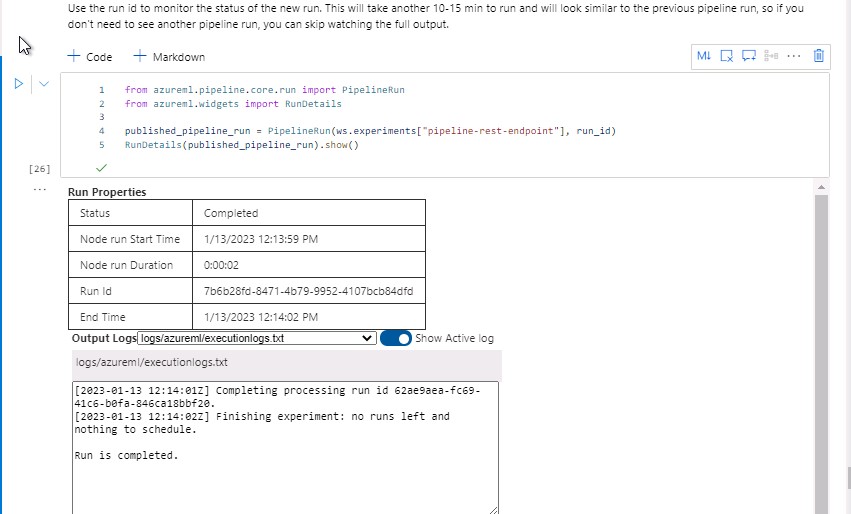 Use the run id to monitor the status of the new run. This will take another 10-15 min to run and will look similar to the previous pipeline run, so if you
don't need to see another pipeline run, you can skip watching the full output.
+ Code + Markdown
M↓ ...
1 from azureml.pipeline.core.run import PipelineRun
2 from azureml.widgets import RunDetails
3
4 published_pipeline_run = PipelineRun(ws.experiments["pipeline-rest-endpoint"], run_id)
5 RunDetails(published_pipeline_run).show()
[26] ✓
...
Run Properties
Status Completed
Node run Start Time 1/13/2023 12:13:59 PM
Node run Duration 0:00:02
Run Id 7b6b28fd-8471-4b79-9952-4107bcb84dfd
End Time 1/13/2023 12:14:02 PM
Output Logs logs/azureml/executionlogs.txt Show Active log
logs/azureml/executionlogs.txt
[2023-01-13 12:14:01Z] Completing processing run id 62ae9aea-fc69-
41c6-b0fa-846ca18bbf20.
[2023-01-13 12:14:02Z] Finishing experiment: no runs left and
nothing to schedule.
Run is completed.